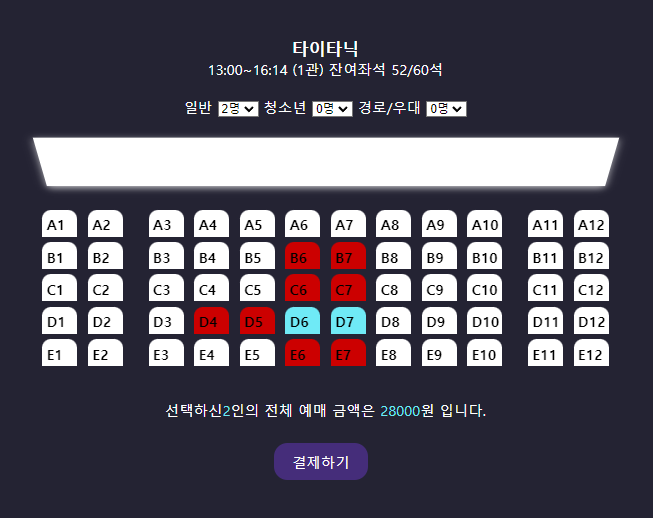 타이타닉
13:00~16:14 (1관) 잔여좌석 52/60석
일반 2명 청소년 0명 경로/우대 0명
A1 A2 A3 A4 A5 A6 A7 A8 A9 A10 A11 A12
B1 B2 B3 B4 B5 B6 B7 B8 B9 B10 B11 B12
C1 C2 C3 C4 C5 C6 C7 C8 C9 C10 C11 C12
D1 D2 D3 D4 D5 D6 D7 D8 D9 D10 D11 D12
E1 E2 E3 E4 E5 E6 E7 E8 E9 E10 E11 E12
선택하신2인의 전체 예매 금액은 28000원 입니다.
결제하기